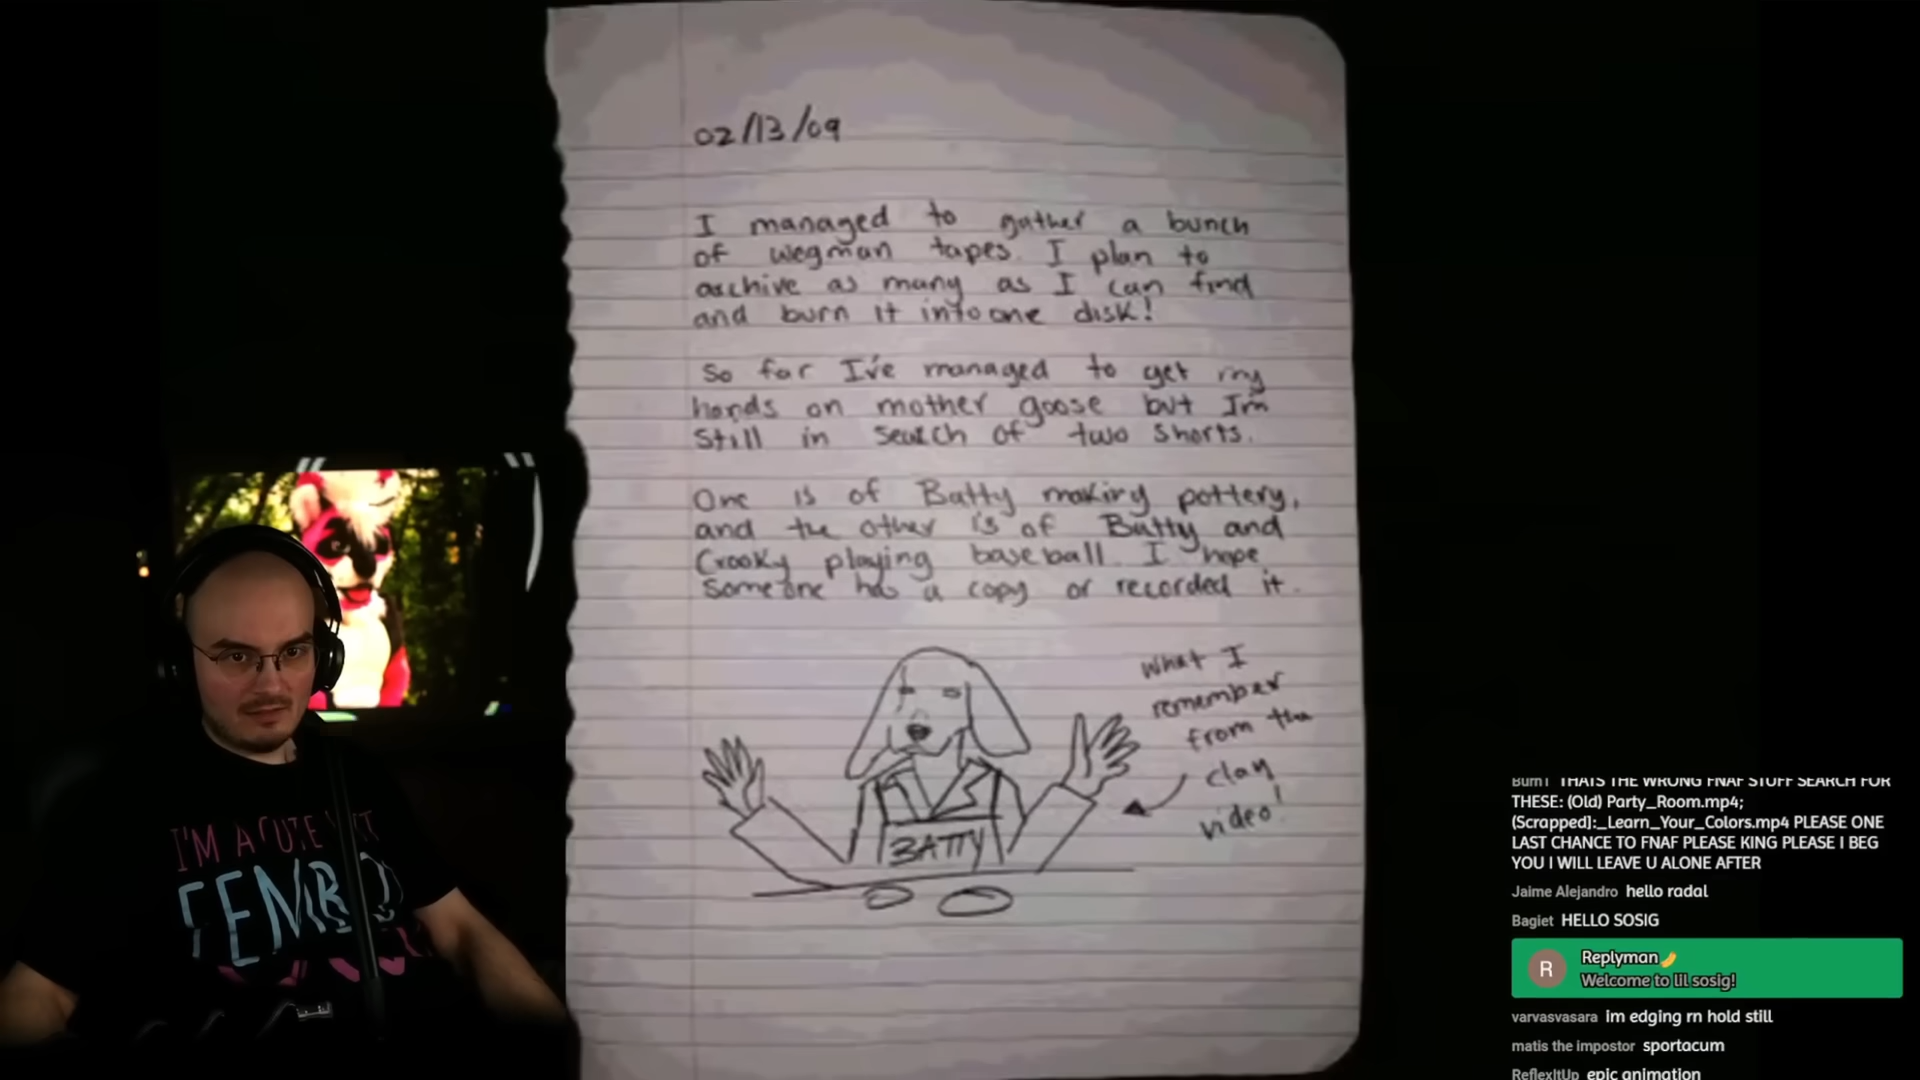 02/13/09
I managed to gather a bunch
of wegman tapes. I plan to
archive as many as I can find
and burn it into one disk!
So far I've managed to get my
hands on mother goose but I'm
still in search of two shorts.
One is of Batty making pottery,
and the other is of Batty and
Crooky playing baseball. I hope
someone has a copy or recorded it.
What I
remember
from the
clay
video!
BATTY
I'M A CUTE
FEMBO
BurnT THATS THE WRONG FNAF STUFF SEARCH FOR
THESE: (Old) Party_Room.mp4;
(Scrapped):_Learn_Your_Colors.mp4 PLEASE ONE
LAST CHANCE TO FNAF PLEASE KING PLEASE I BEG
YOU I WILL LEAVE U ALONE AFTER
Jaime Alejandro hello radal
Bagiet HELLO SOSIG
R
Replyman🌭
Welcome to lil sosig!
varvasvasara im edging rn hold still
matis the impostor sportacum
ReflexItUp epic animation